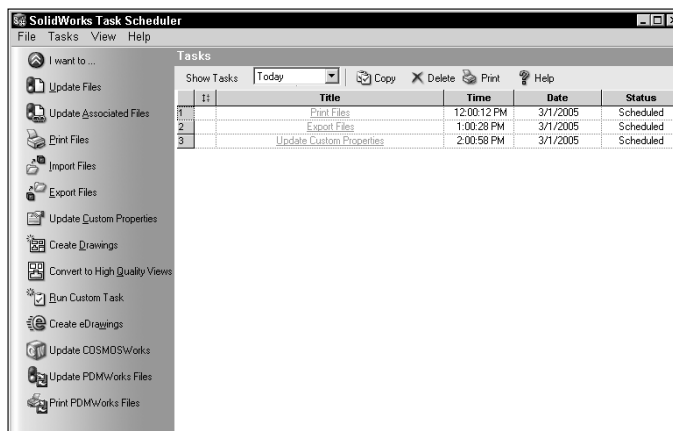 SolidWorks Task Scheduler
File Tasks View Help
I want to ...
Update Files
Update Associated Files
Print Files
Import Files
Export Files
Update Custom Properties
Create Drawings
Convert to High Quality Views
Run Custom Task
Create eDrawings
Update COSMOSWorks
Update PDMWorks Files
Print PDMWorks Files
Tasks
Show Tasks Today Copy Delete Print Help
Title Time Date Status
1 Print Files 12:00:12 PM 3/1/2005 Scheduled
2 Export Files 1:00:28 PM 3/1/2005 Scheduled
3 Update Custom Properties 2:00:58 PM 3/1/2005 Scheduled